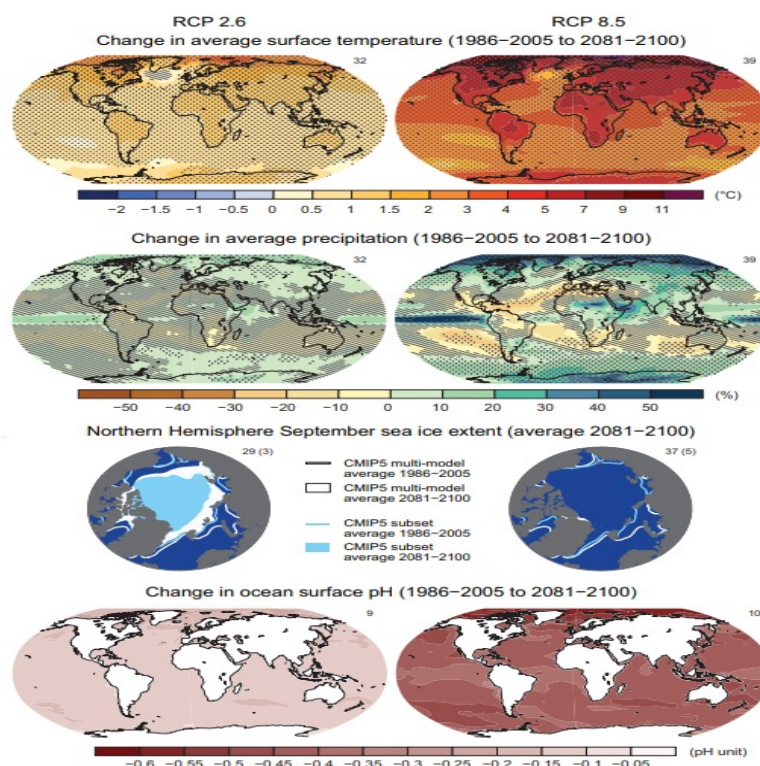 RCP 2.6 RCP 8.5
Change in average surface temperature (1986−2005 to 2081−2100)
32 39
−2 −1.5 −1 −0.5 0 0.5 1 1.5 2 3 4 5 7 9 11 (°C)
Change in average precipitation (1986−2005 to 2081−2100)
32 39
−50 −40 −30 −20 −10 0 10 20 30 40 50 (%)
Northern Hemisphere September sea ice extent (average 2081−2100)
29 (3) 37 (5)
CMIP5 multi-model
average 1986−2005
CMIP5 multi-model
average 2081−2100
CMIP5 subset
average 1986−2005
CMIP5 subset
average 2081−2100
Change in ocean surface pH (1986−2005 to 2081−2100)
9 10
−0.6 −0.55 −0.5 −0.45 −0.4 −0.35 −0.3 −0.25 −0.2 −0.15 −0.1 −0.05 (pH unit)